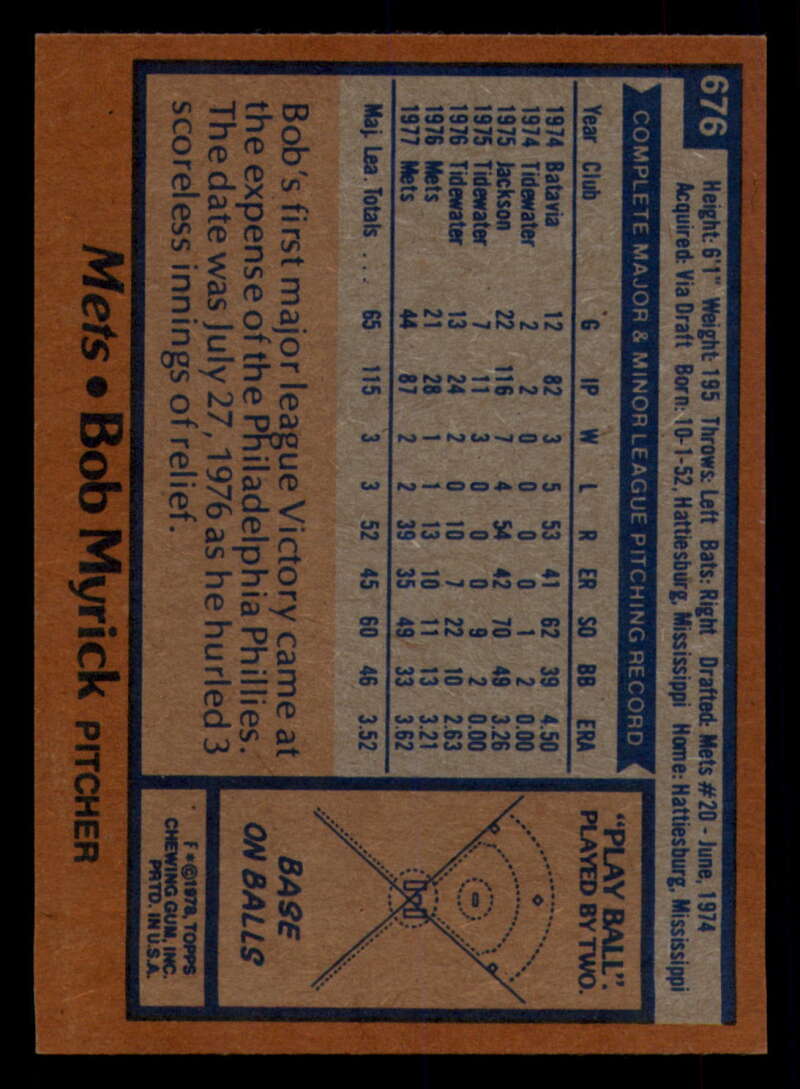 676
Height: 6'1" Weight: 195 Throws: Left Bats: Right Drafted: Mets #20 - June, 1974
Acquired: Via Draft Born: 10-1-52, Hattiesburg, Mississippi Home: Hattiesburg, Mississippi
COMPLETE MAJOR & MINOR LEAGUE PITCHING RECORD
Year Club G IP W L R ER SO BB ERA
1974 Batavia 12 82 3 5 53 41 62 39 4.50
1974 Tidewater 2 2 0 0 0 0 1 2 0.00
1975 Jackson 22 116 7 4 54 42 70 49 3.26
1975 Tidewater 7 11 3 0 0 0 9 2 0.00
1976 Tidewater 13 24 2 0 10 7 22 10 2.63
1976 Mets 21 28 1 1 13 10 11 13 3.21
1977 Mets 44 87 2 2 39 35 49 33 3.62
Maj. Lea. Totals .... 65 115 3 3 52 45 60 46 3.52
Bob's first major league Victory came at
the expense of the Philadelphia Phillies.
The date was July 27, 1976 as he hurled 3
scoreless innings of relief.
"PLAY BALL".
PLAYED BY TWO.
BASE
ON BALLS
F*©1978, TOPPS
CHEWING GUM, INC.
PRTD. IN U.S.A.
Mets • Bob Myrick PITCHER